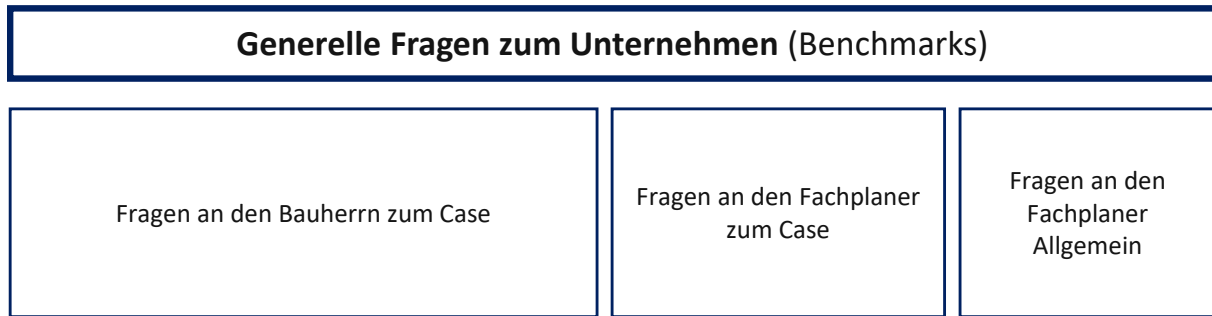 Generelle Fragen zum Unternehmen (Benchmarks)
Fragen an den Bauherrn zum Case
Fragen an den Fachplaner
zum Case
Fragen an den
Fachplaner
Allgemein